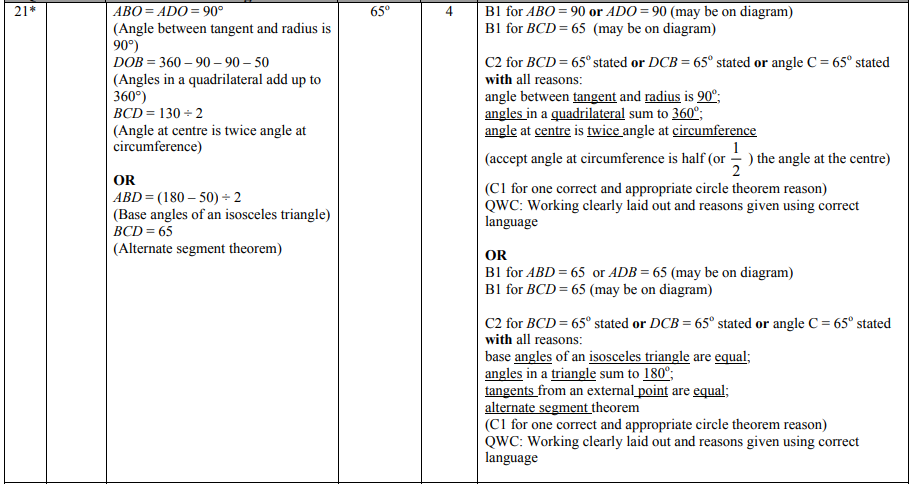 21*
ABO = ADO = 90°
(Angle between tangent and radius is
90°)
DOB = 360 – 90 – 90 – 50
(Angles in a quadrilateral add up to
360°)
BCD = 130 ÷ 2
(Angle at centre is twice angle at
circumference)
OR
ABD = (180 – 50) ÷ 2
(Base angles of an isosceles triangle)
BCD = 65
(Alternate segment theorem)
65°
4
B1 for ABO = 90 or ADO = 90 (may be on diagram)
B1 for BCD = 65 (may be on diagram)
C2 for BCD = 65° stated or DCB = 65° stated or angle C = 65° stated
with all reasons:
angle between tangent and radius is 90°;
angles in a quadrilateral sum to 360°;
angle at centre is twice angle at circumference
(accept angle at circumference is half (or 1/2 ) the angle at the centre)
(C1 for one correct and appropriate circle theorem reason)
QWC: Working clearly laid out and reasons given using correct
language
OR
B1 for ABD = 65 or ADB = 65 (may be on diagram)
B1 for BCD = 65 (may be on diagram)
C2 for BCD = 65° stated or DCB = 65° stated or angle C = 65° stated
with all reasons:
base angles of an isosceles triangle are equal;
angles in a triangle sum to 180°;
tangents from an external point are equal;
alternate segment theorem
(C1 for one correct and appropriate circle theorem reason)
QWC: Working clearly laid out and reasons given using correct
language